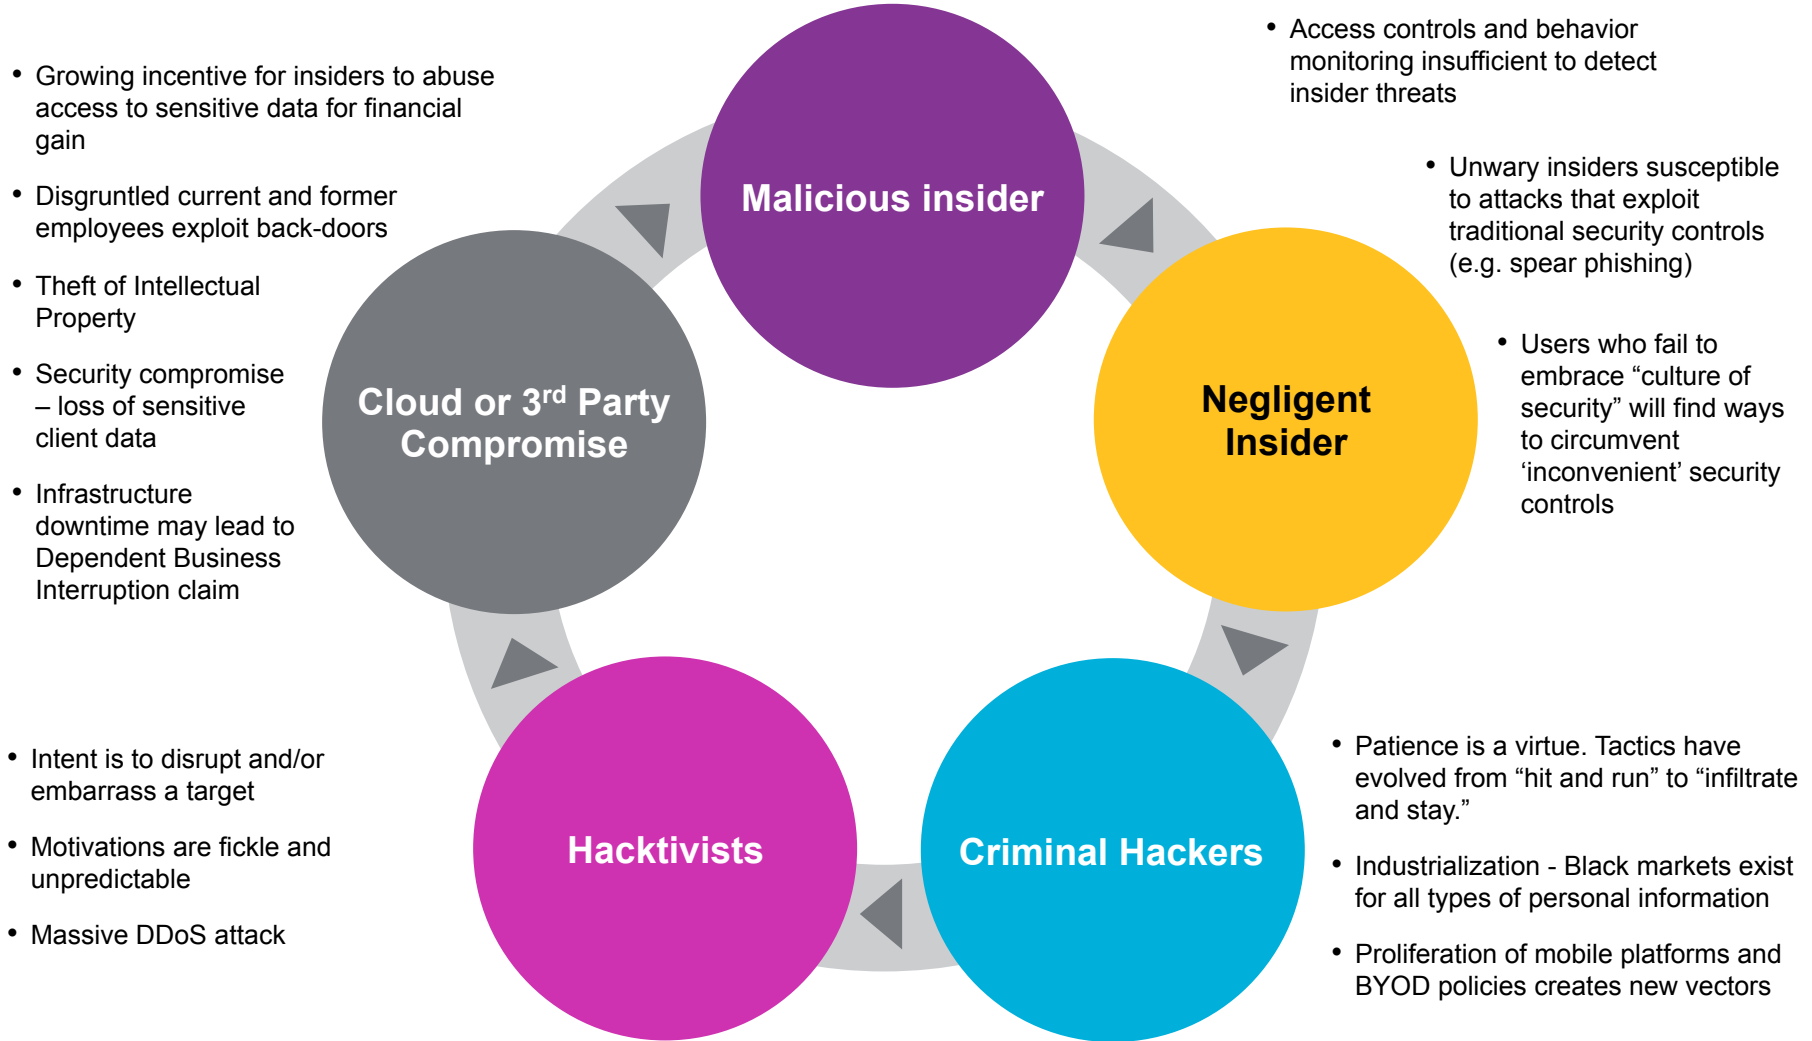 • Growing incentive for insiders to abuse
access to sensitive data for financial
gain
• Disgruntled current and former
employees exploit back-doors
• Theft of Intellectual
Property
• Security compromise
– loss of sensitive
client data
• Infrastructure
downtime may lead to
Dependent Business
Interruption claim
Malicious insider
• Access controls and behavior
monitoring insufficient to detect
insider threats
• Unwary insiders susceptible
to attacks that exploit
traditional security controls
(e.g. spear phishing)
• Users who fail to
embrace “culture of
security” will find ways
to circumvent
‘inconvenient’ security
controls
Cloud or 3rd Party
Compromise
Negligent
Insider
• Intent is to disrupt and/or
embarrass a target
• Motivations are fickle and
unpredictable
• Massive DDoS attack
Hacktivists
Criminal Hackers
• Patience is a virtue. Tactics have
evolved from “hit and run” to “infiltrate
and stay.”
• Industrialization - Black markets exist
for all types of personal information
• Proliferation of mobile platforms and
BYOD policies creates new vectors